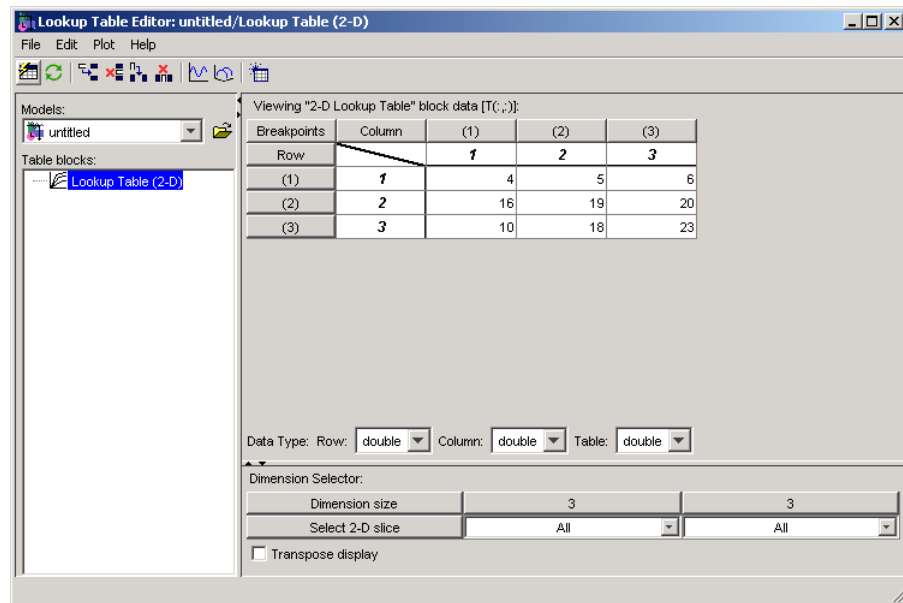 Lookup Table Editor: untitled/Lookup Table (2-D)
File Edit Plot Help
Models:
untitled
Table blocks:
Lookup Table (2-D)
Viewing "2-D Lookup Table" block data [T(:,:)]:
Breakpoints Column (1) (2) (3)
Row 1 2 3
(1) 1 4 5 6
(2) 2 16 19 20
(3) 3 10 18 23
Data Type: Row: double Column: double Table: double
Dimension Selector:
Dimension size 3 3
Select 2-D slice All All
Transpose display